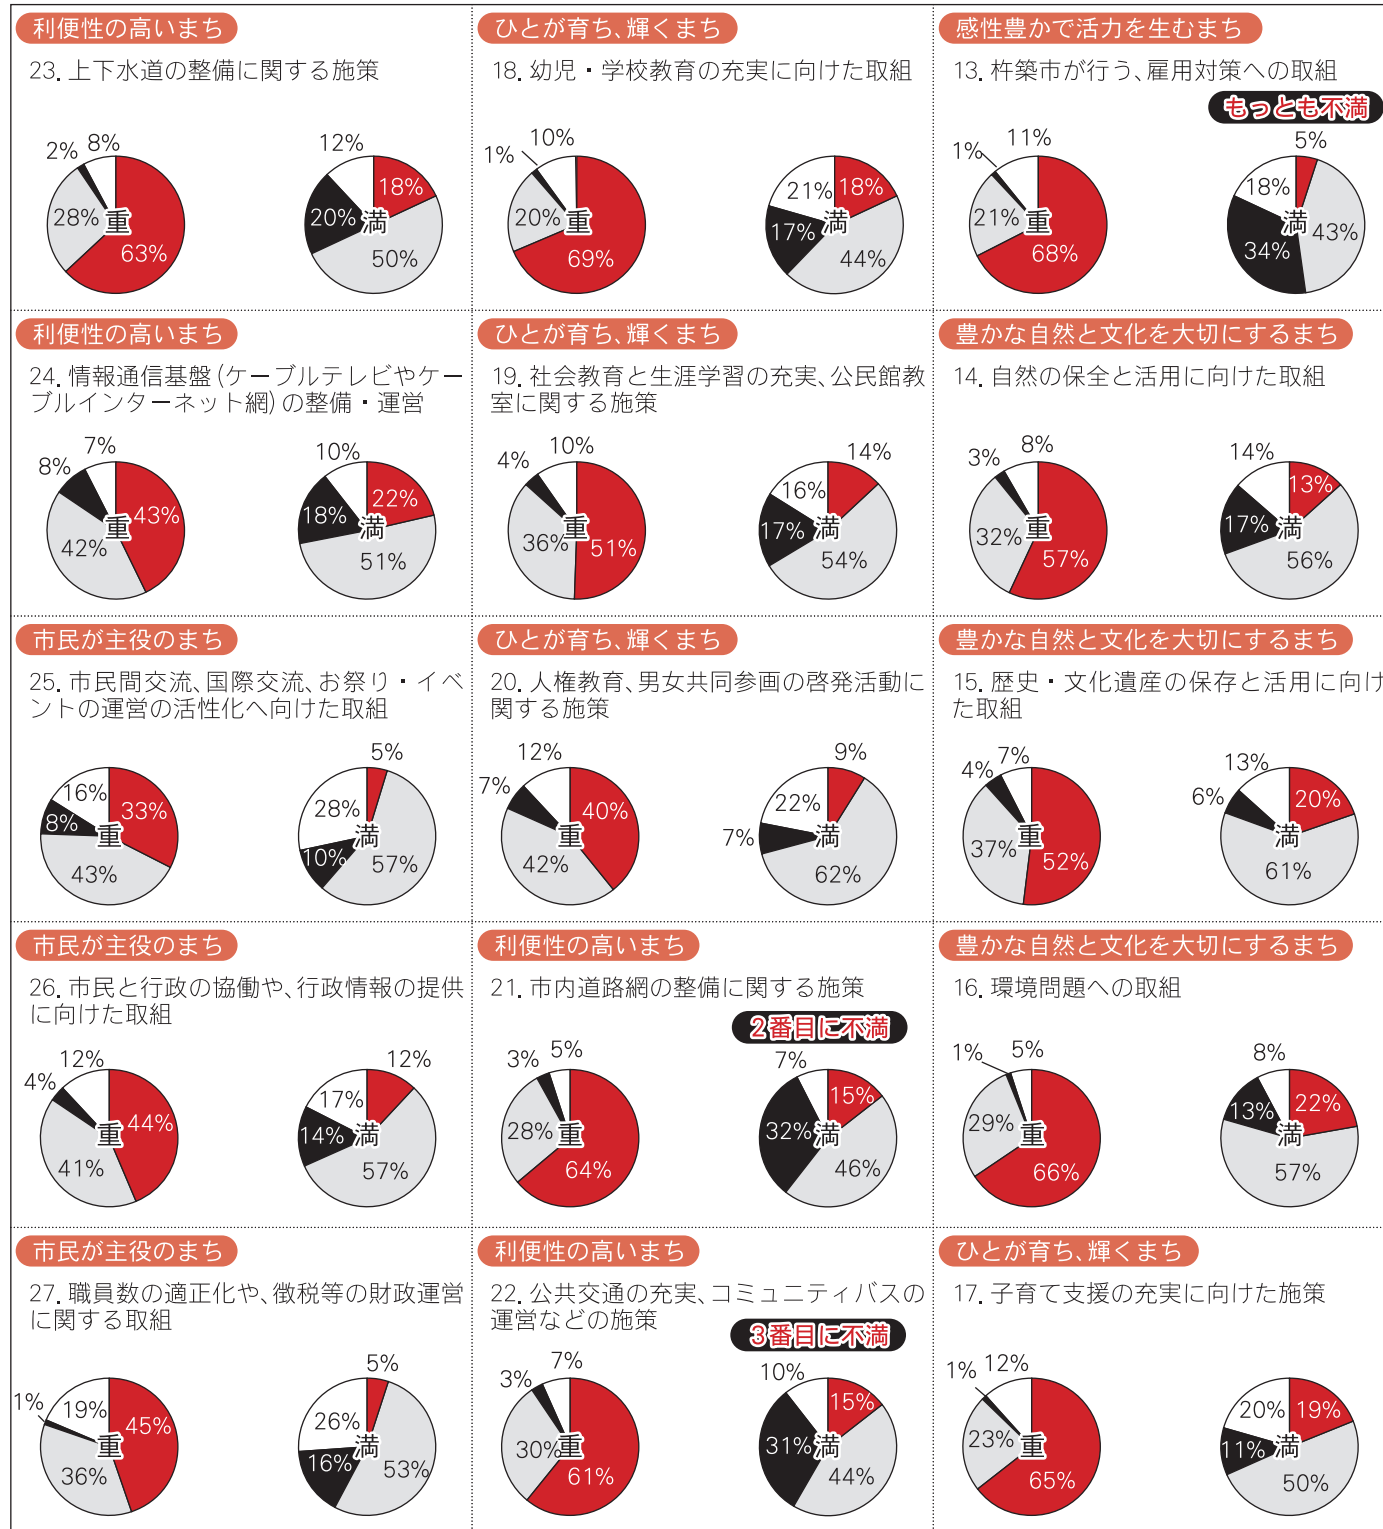 利便性の高いまち
23. 上下水道の整備に関する施策
2%
8%
28%
重
63%
12%
18%
20%
満
50%
ひとが育ち、輝くまち
18. 幼児・学校教育の充実に向けた取組
1%
10%
20%
重
69%
21%
18%
17%
満
44%
感性豊かで活力を生むまち
13. 杵築市が行う、雇用対策への取組
もっとも不満
1%
11%
21%
重
68%
5%
18%
満
43%
34%
利便性の高いまち
24. 情報通信基盤(ケーブルテレビやケー
ブルインターネット網)の整備・運営
8%
7%
43%
重
42%
10%
22%
18%
満
51%
ひとが育ち、輝くまち
19. 社会教育と生涯学習の充実、公民館教
室に関する施策
4%
10%
36%
重
51%
14%
16%
17%
満
54%
豊かな自然と文化を大切にするまち
14. 自然の保全と活用に向けた取組
3%
8%
32%
重
57%
14%
13%
17%
満
56%
市民が主役のまち
25. 市民間交流、国際交流、お祭り・イベ
ントの運営の活性化へ向けた取組
16%
33%
8%
重
43%
5%
28%
満
10%
57%
ひとが育ち、輝くまち
20. 人権教育、男女共同参画の啓発活動に
関する施策
7%
12%
40%
重
42%
9%
22%
7%
満
62%
豊かな自然と文化を大切にするまち
15. 歴史・文化遺産の保存と活用に向け
た取組
4%
7%
37%
重
52%
13%
6%
20%
満
61%
市民が主役のまち
26. 市民と行政の協働や、行政情報の提供
に向けた取組
4%
12%
44%
重
41%
12%
17%
14%
満
57%
利便性の高いまち
21. 市内道路網の整備に関する施策
2番目に不満
3%
5%
28%
重
64%
7%
15%
32%
満
46%
豊かな自然と文化を大切にするまち
16. 環境問題への取組
1%
5%
29%
重
66%
8%
22%
13%
満
57%
市民が主役のまち
27. 職員数の適正化や、徴税等の財政運営
に関する取組
1%
19%
45%
重
36%
5%
26%
満
16%
53%
利便性の高いまち
22. 公共交通の充実、コミュニティバスの
運営などの施策
3番目に不満
3%
7%
30%
重
61%
10%
15%
31%
満
44%
ひとが育ち、輝くまち
17. 子育て支援の充実に向けた施策
1%
12%
23%
重
65%
20%
19%
11%
満
50%